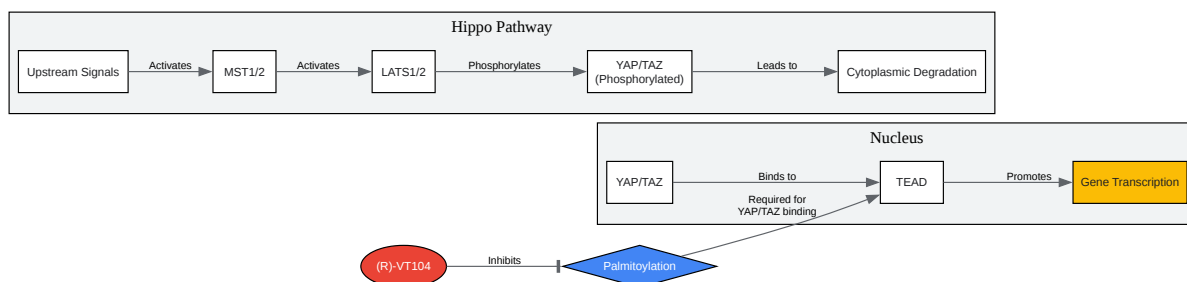 Hippo Pathway
Upstream Signals
Activates
MST1/2
Activates
LATS1/2
Phosphorylates
YAP/TAZ
(Phosphorylated)
Leads to
Cytoplasmic Degradation
Nucleus
YAP/TAZ
Binds to
TEAD
Promotes
Gene Transcription
Required for
YAP/TAZ binding
(R)-VT104
Inhibits
Palmitoylation